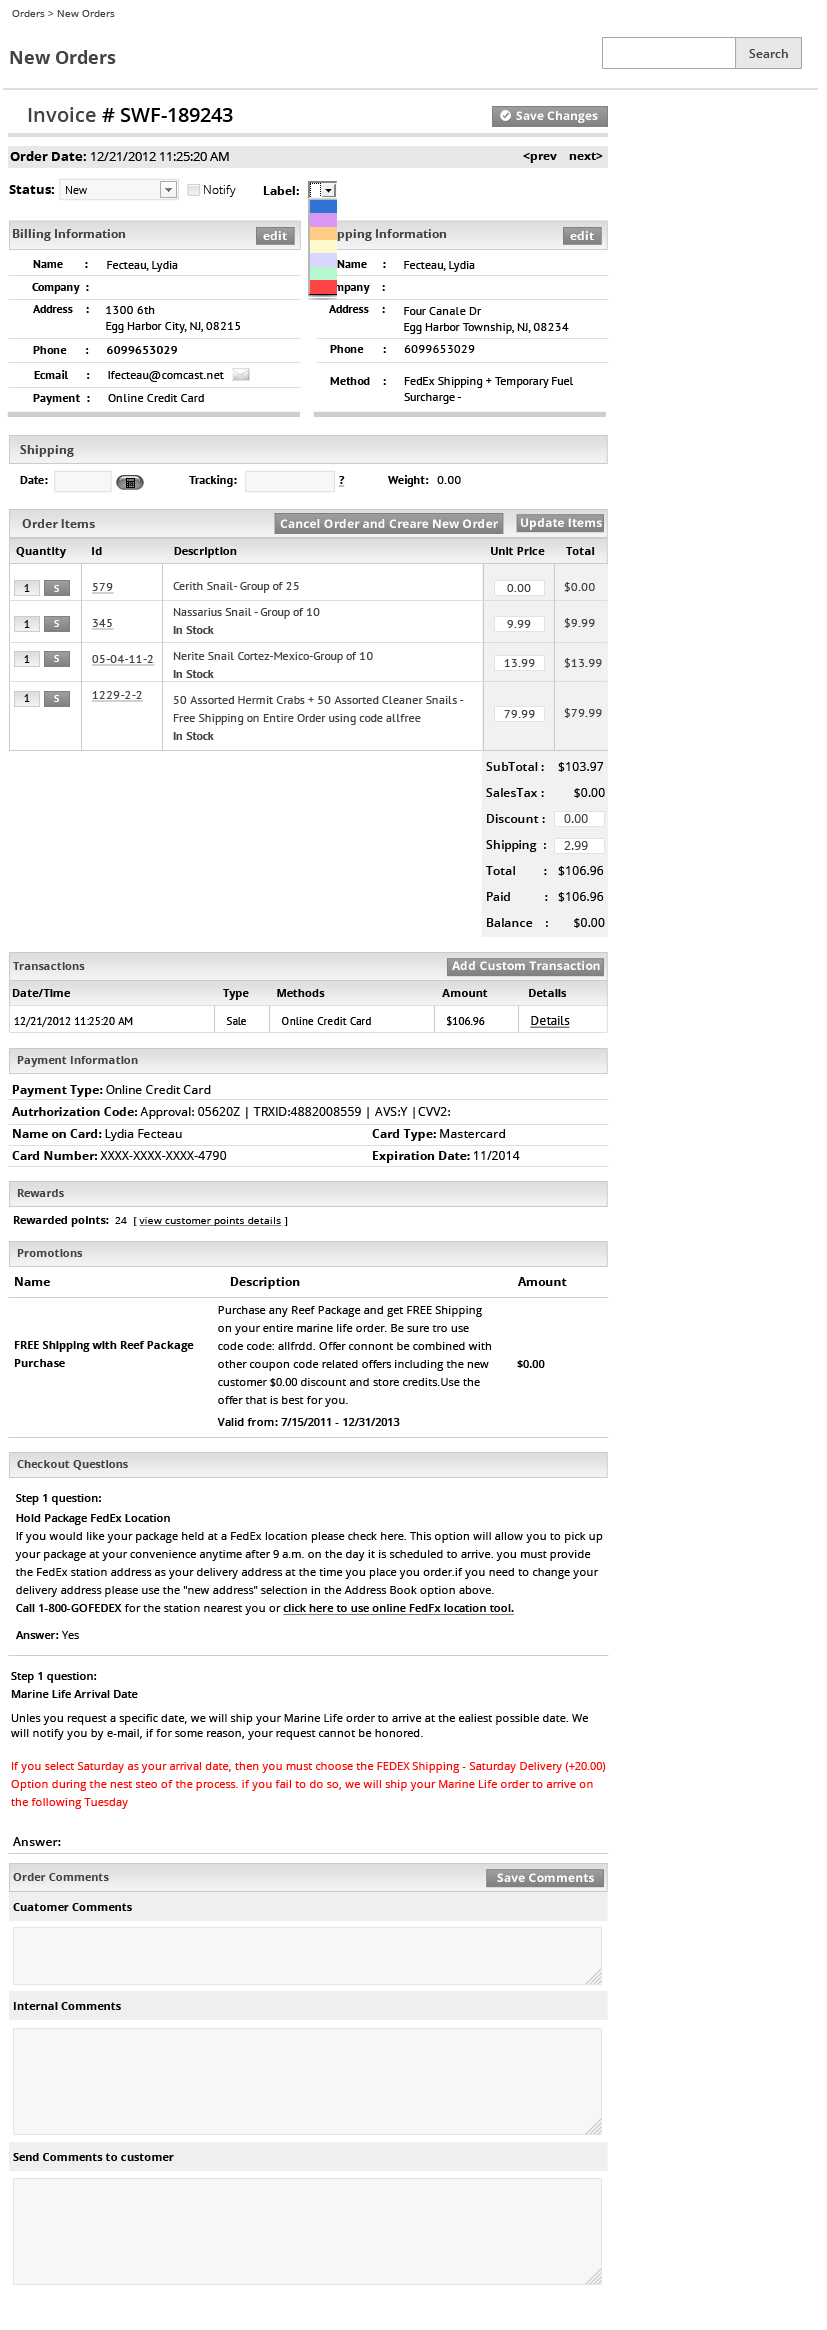 Orders > New Orders
New Orders
Search
Invoice # SWF-189243
Save Changes
Order Date: 12/21/2012 11:25:20 AM
<prev next>
Status: New Notify Label:
Billing Information edit
pping Information edit
Name : Fecteau, Lydia
Name : Fecteau, Lydia
Company :
mpany :
Address : 1300 6th
Egg Harbor City, NJ, 08215
Address : Four Canale Dr
Egg Harbor Township, NJ, 08234
Phone : 6099653029
Phone : 6099653029
Ecmail : lfecteau@comcast.net
Payment : Online Credit Card
Method : FedEx Shipping + Temporary Fuel
Surcharge -
Shipping
Date: Tracking: ? Weight: 0.00
Order Items Cancel Order and Creare New Order Update Items
Quantity Id Description Unit Price Total
1 S 579 Cerith Snail- Group of 25 0.00 $0.00
1 S 345 Nassarius Snail - Group of 10 9.99 $9.99
In Stock
1 S 05-04-11-2 Nerite Snail Cortez-Mexico-Group of 10 13.99 $13.99
In Stock
1 S 1229-2-2 50 Assorted Hermit Crabs + 50 Assorted Cleaner Snails -
Free Shipping on Entire Order using code allfree 79.99 $79.99
In Stock
SubTotal : $103.97
SalesTax : $0.00
Discount : 0.00
Shipping : 2.99
Total : $106.96
Paid : $106.96
Balance : $0.00
Transactions Add Custom Transaction
Date/Time Type Methods Amount Details
12/21/2012 11:25:20 AM Sale Online Credit Card $106.96 Details
Payment Information
Payment Type: Online Credit Card
Autrhorization Code: Approval: 05620Z | TRXID:4882008559 | AVS:Y |CVV2:
Name on Card: Lydia Fecteau Card Type: Mastercard
Card Number: XXXX-XXXX-XXXX-4790 Expiration Date: 11/2014
Rewards
Rewarded points: 24 [ view customer points details ]
Promotions
Name Description Amount
FREE Shipping with Reef Package
Purchase
Purchase any Reef Package and get FREE Shipping
on your entire marine life order. Be sure tro use
code code: allfrdd. Offer connont be combined with
other coupon code related offers including the new
customer $0.00 discount and store credits.Use the
offer that is best for you.
Valid from: 7/15/2011 - 12/31/2013
$0.00
Checkout Questions
Step 1 question:
Hold Package FedEx Location
If you would like your package held at a FedEx location please check here. This option will allow you to pick up
your package at your convenience anytime after 9 a.m. on the day it is scheduled to arrive. you must provide
the FedEx station address as your delivery address at the time you place you order.if you need to change your
delivery address please use the "new address" selection in the Address Book option above.
Call 1-800-GOFEDEX for the station nearest you or click here to use online FedFx location tool.
Answer: Yes
Step 1 question:
Marine Life Arrival Date
Unles you request a specific date, we will ship your Marine Life order to arrive at the ealiest possible date. We
will notify you by e-mail, if for some reason, your request cannot be honored.
If you select Saturday as your arrival date, then you must choose the FEDEX Shipping - Saturday Delivery (+20.00)
Option during the nest steo of the process. if you fail to do so, we will ship your Marine Life order to arrive on
the following Tuesday
Answer:
Order Comments Save Comments
Cuatomer Comments
Internal Comments
Send Comments to customer